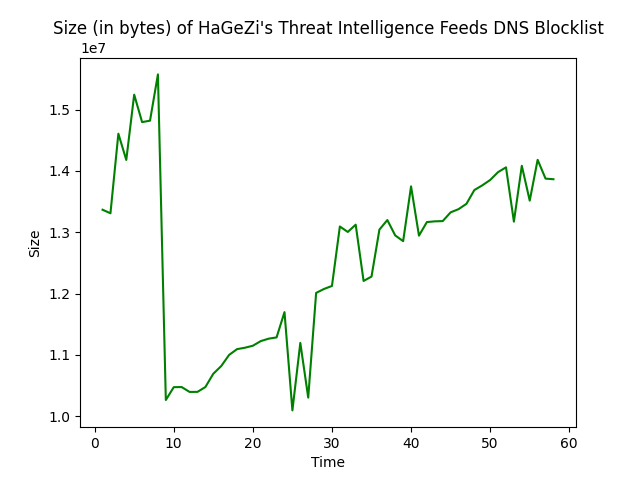 Size (in bytes) of HaGeZi's Threat Intelligence Feeds DNS Blocklist
1e7
1.5
1.4
1.3
1.2
1.1
1.0
Size
0 10 20 30 40 50 60
Time